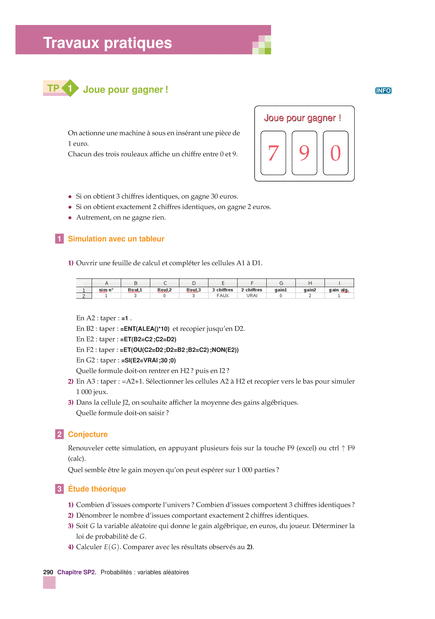 Travaux pratiques
TP 1 Joue pour gagner !
INFO
On actionne une machine à sous en insérant une pièce de
1 euro.
Chacun des trois rouleaux affiche un chiffre entre 0 et 9.
Joue pour gagner !
7 9 0
• Si on obtient 3 chiffres identiques, on gagne 30 euros.
• Si on obtient exactement 2 chiffres identiques, on gagne 2 euros.
• Autrement, on ne gagne rien.
1 Simulation avec un tableur
1) Ouvrir une feuille de calcul et compléter les cellules A1 à D1.
A B C D E F G H I
1 sim n° Roul.1 Roul.2 Roul.3 3 chiffres 2 chiffres gain1 gain2 gain alg.
2 1 3 0 3 FAUX VRAI 0 2 1
En A2 : taper : =1 .
En B2 : taper : =ENT(ALEA()*10) et recopier jusqu'en D2.
En E2 : taper : =ET(B2=C2 ;C2=D2)
En F2 : taper : =ET(OU(C2=D2 ;D2=B2 ;B2=C2) ;NON(E2))
En G2 : taper : =SI(E2=VRAI ;30 ;0)
Quelle formule doit-on rentrer en H2 ? puis en I2 ?
2) En A3 : taper : =A2+1. Sélectionner les cellules A2 à H2 et recopier vers le bas pour simuler
1 000 jeux.
3) Dans la cellule J2, on souhaite afficher la moyenne des gains algébriques.
Quelle formule doit-on saisir ?
2 Conjecture
Renouveler cette simulation, en appuyant plusieurs fois sur la touche F9 (excel) ou ctrl ↑ F9
(calc).
Quel semble être le gain moyen qu'on peut espérer sur 1 000 parties ?
3 Étude théorique
1) Combien d'issues comporte l'univers ? Combien d'issues comportent 3 chiffres identiques ?
2) Dénombrer le nombre d'issues comportant exactement 2 chiffres identiques.
3) Soit G la variable aléatoire qui donne le gain algébrique, en euros, du joueur. Déterminer la
loi de probabilité de G.
4) Calculer E(G). Comparer avec les résultats observés au 2).
290 Chapitre SP2. Probabilités : variables aléatoires